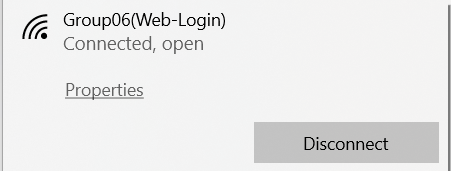 Group06(Web-Login)
Connected, open
Properties
Disconnect